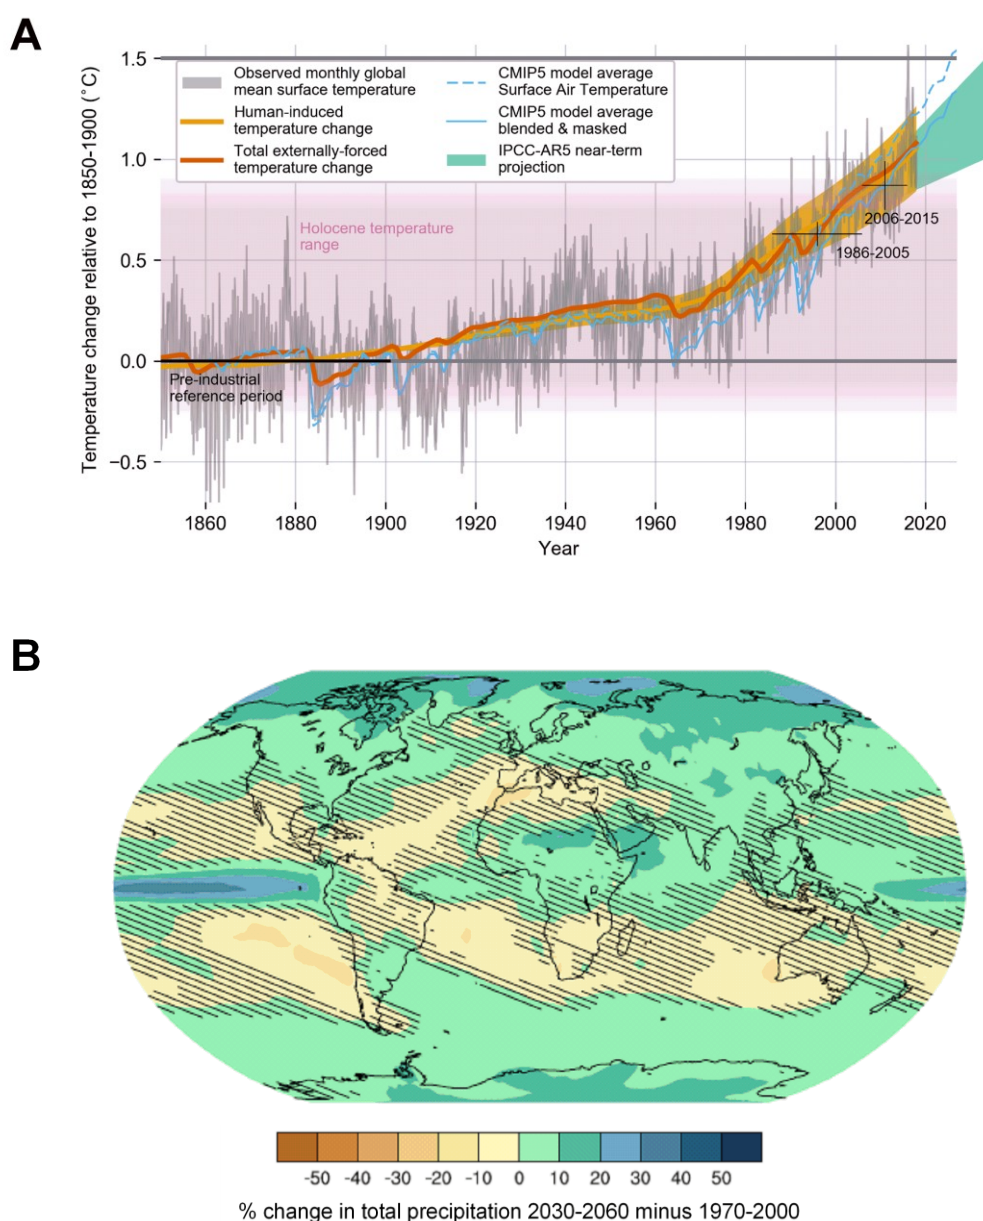 A
Temperature change relative to 1850-1900 (°C)
1.5
1.0
0.5
0.0
−0.5
Observed monthly global
mean surface temperature
Human-induced
temperature change
Total externally-forced
temperature change
CMIP5 model average
Surface Air Temperature
CMIP5 model average
blended & masked
IPCC-AR5 near-term
projection
Holocene temperature
range
2006-2015
1986-2005
Pre-industrial
reference period
1860 1880 1900 1920 1940 1960 1980 2000 2020
Year
B
-50 -40 -30 -20 -10 0 10 20 30 40 50
% change in total precipitation 2030-2060 minus 1970-2000